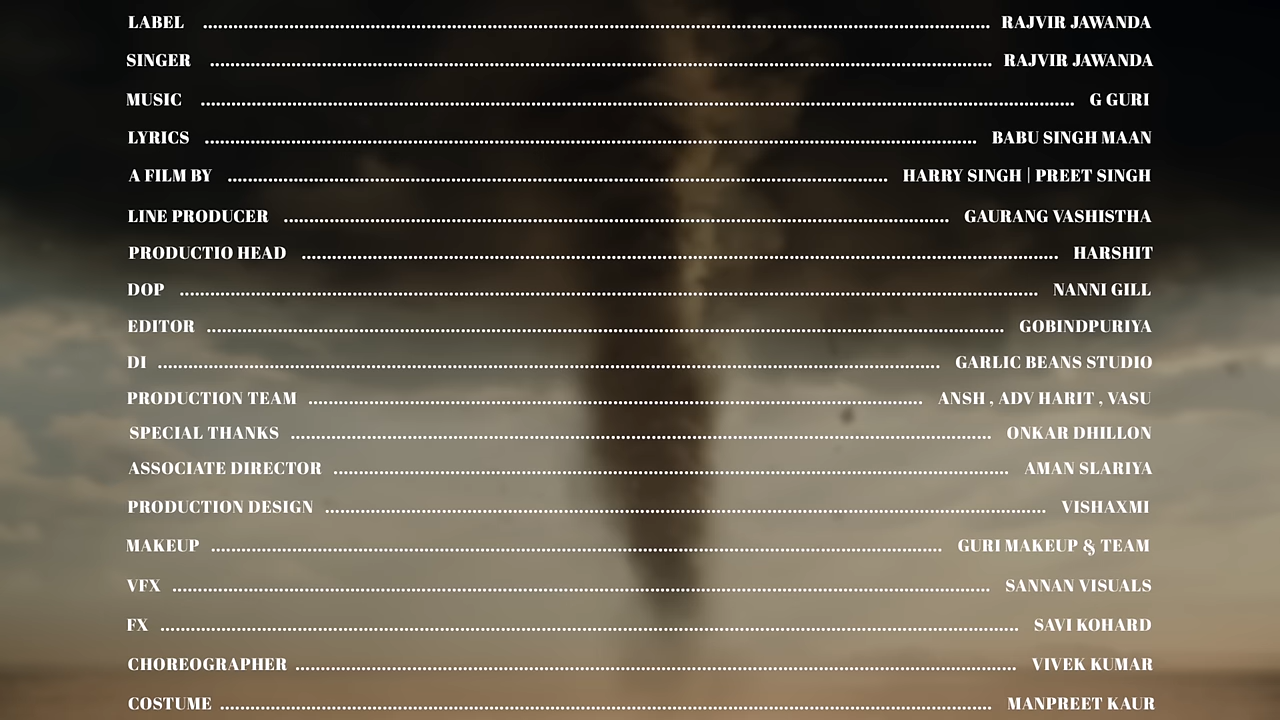 LABEL ........ RAJVIR JAWANDA
SINGER ........ RAJVIR JAWANDA
MUSIC ........ G GURI
LYRICS ........ BABU SINGH MAAN
A FILM BY ........ HARRY SINGH | PREET SINGH
LINE PRODUCER ........ GAURANG VASHISTHA
PRODUCTIO HEAD ........ HARSHIT
DOP ........ NANNI GILL
EDITOR ........ GOBINDPURIYA
DI ........ GARLIC BEANS STUDIO
PRODUCTION TEAM ........ ANSH , ADV HARIT , VASU
SPECIAL THANKS ........ ONKAR DHILLON
ASSOCIATE DIRECTOR ........ AMAN SLARIYA
PRODUCTION DESIGN ........ VISHAXMI
MAKEUP ........ GURI MAKEUP & TEAM
VFX ........ SANNAN VISUALS
FX ........ SAVI KOHARD
CHOREOGRAPHER ........ VIVEK KUMAR
COSTUME ........ MANPREET KAUR